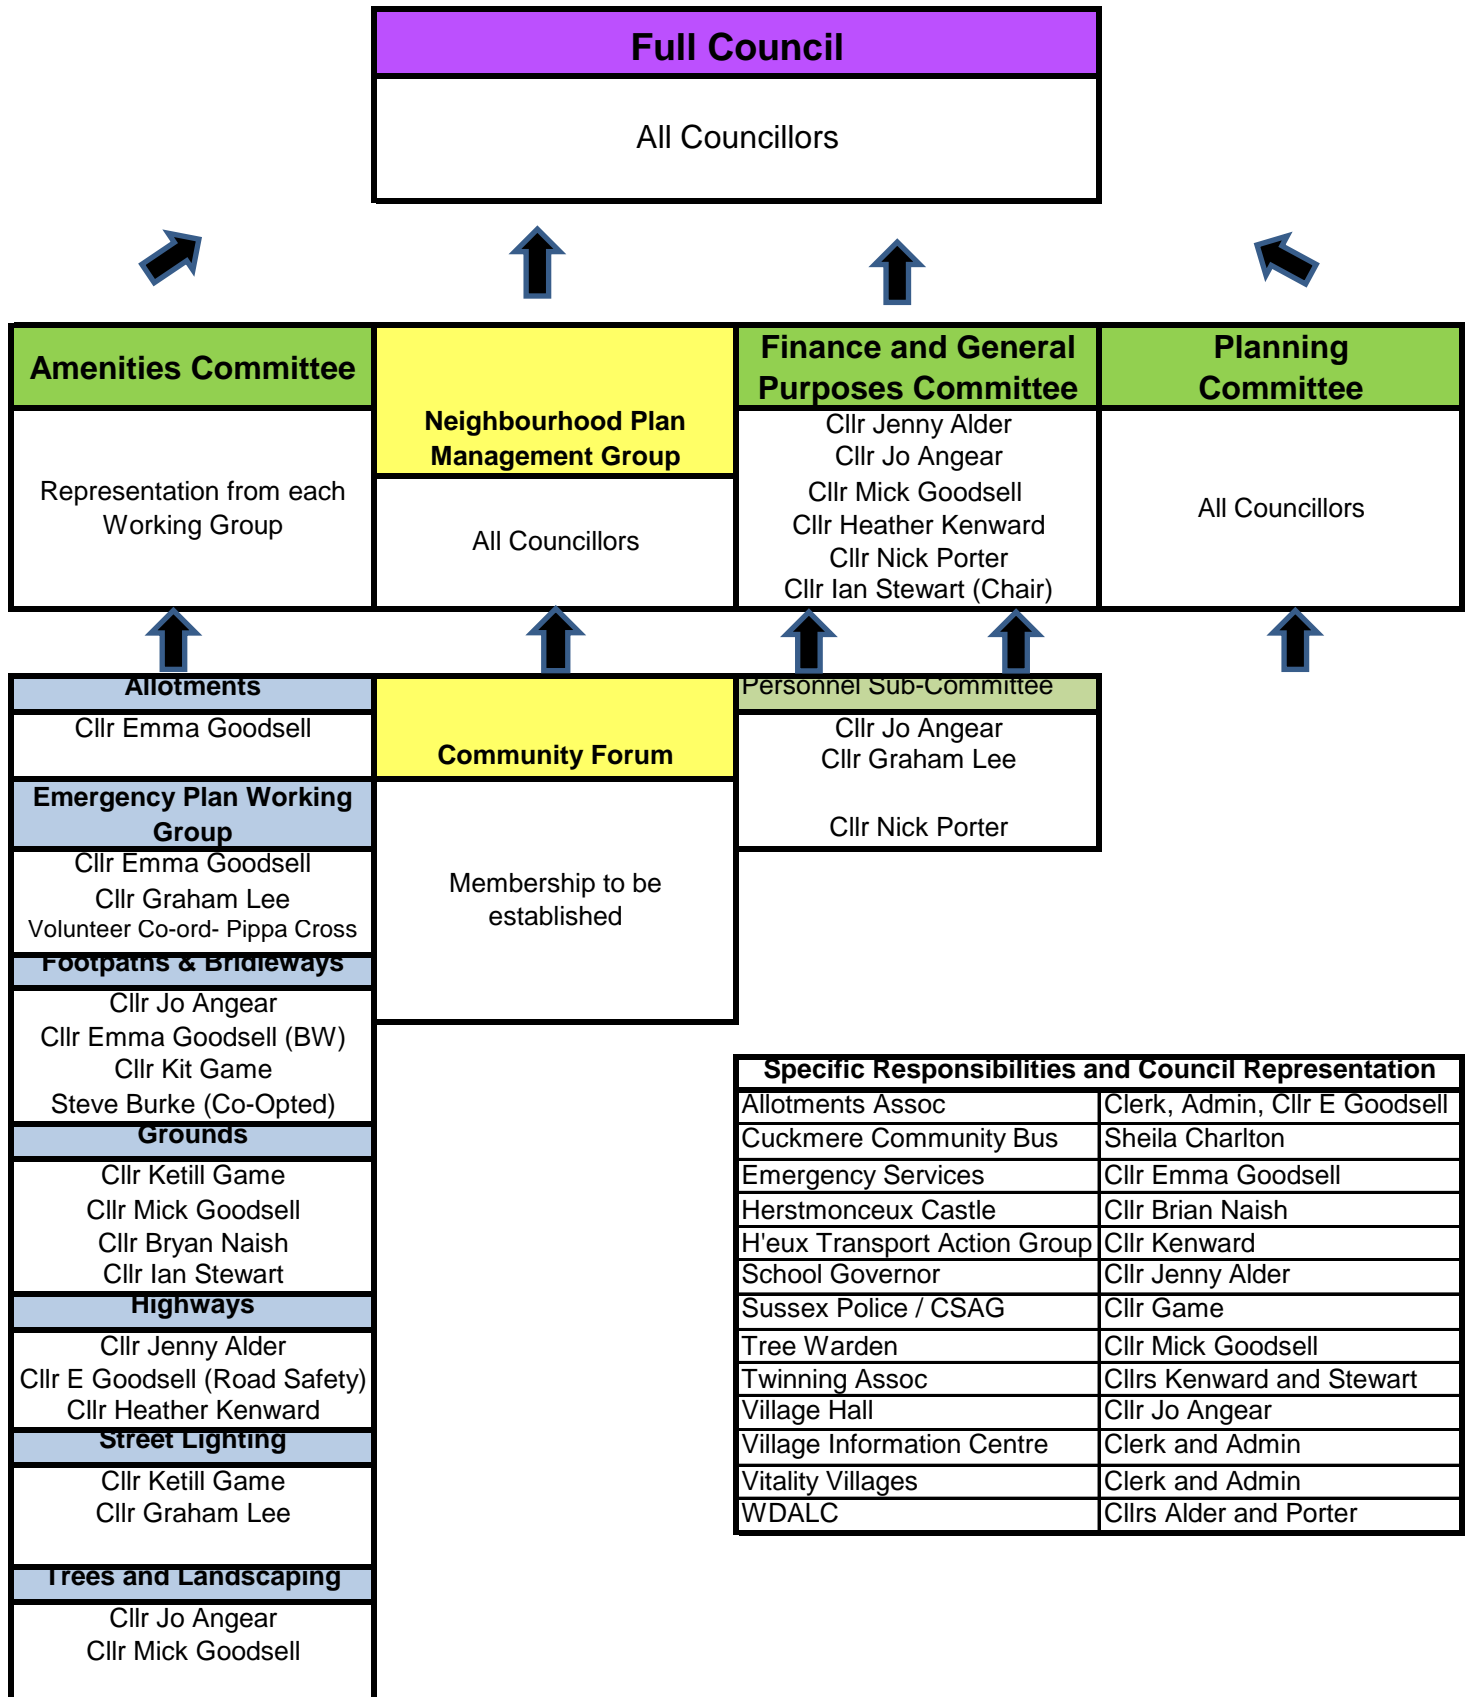 Full Council
All Councillors
Amenities Committee
Representation from each
Working Group
Neighbourhood Plan
Management Group
All Councillors
Finance and General
Purposes Committee
Cllr Jenny Alder
Cllr Jo Angear
Cllr Mick Goodsell
Cllr Heather Kenward
Cllr Nick Porter
Cllr Ian Stewart (Chair)
Planning
Committee
All Councillors
Allotments
Cllr Emma Goodsell
Emergency Plan Working
Group
Cllr Emma Goodsell
Cllr Graham Lee
Volunteer Co-ord- Pippa Cross
Footpaths & Bridleways
Cllr Jo Angear
Cllr Emma Goodsell (BW)
Cllr Kit Game
Steve Burke (Co-Opted)
Grounds
Cllr Ketill Game
Cllr Mick Goodsell
Cllr Bryan Naish
Cllr Ian Stewart
Highways
Cllr Jenny Alder
Cllr E Goodsell (Road Safety)
Cllr Heather Kenward
Street Lighting
Cllr Ketill Game
Cllr Graham Lee
Trees and Landscaping
Cllr Jo Angear
Cllr Mick Goodsell
Community Forum
Membership to be
established
Personnel Sub-Committee
Cllr Jo Angear
Cllr Graham Lee
Cllr Nick Porter
Specific Responsibilities and Council Representation
Allotments Assoc Clerk, Admin, Cllr E Goodsell
Cuckmere Community Bus Sheila Charlton
Emergency Services Cllr Emma Goodsell
Herstmonceux Castle Cllr Brian Naish
H'eux Transport Action Group Cllr Kenward
School Governor Cllr Jenny Alder
Sussex Police / CSAG Cllr Game
Tree Warden Cllr Mick Goodsell
Twinning Assoc Cllrs Kenward and Stewart
Village Hall Cllr Jo Angear
Village Information Centre Clerk and Admin
Vitality Villages Clerk and Admin
WDALC Cllrs Alder and Porter